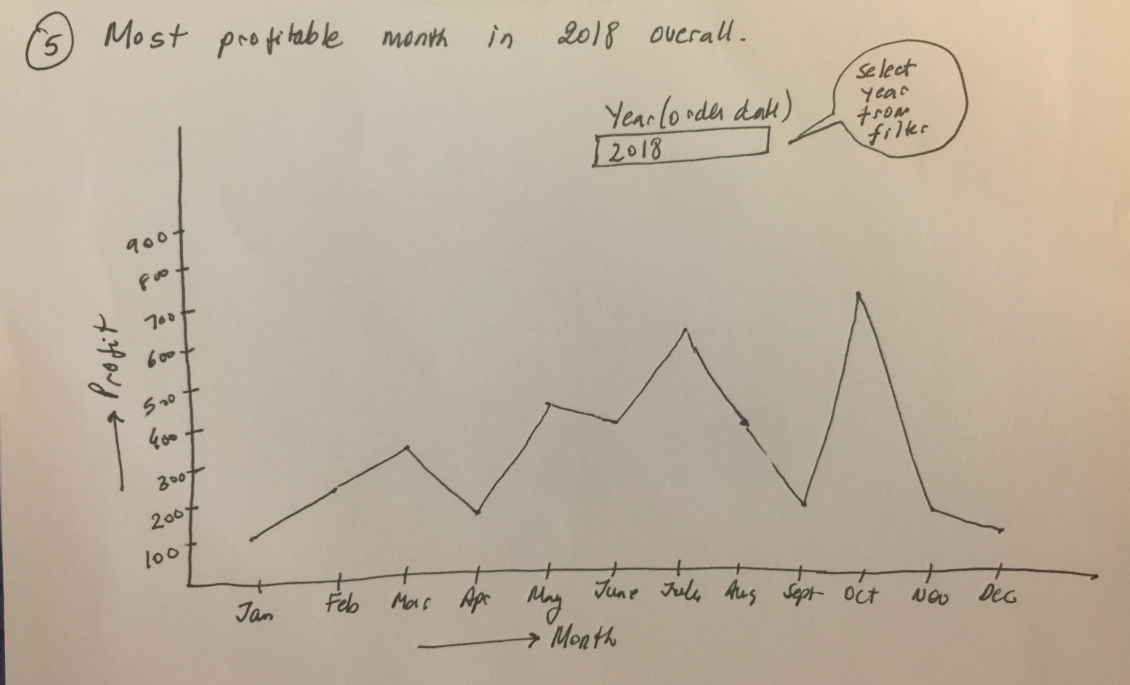 5 Most profitable month in 2018 overall.
select
year
from
filter
Year (order date)
2018
900
800
700
600
500
400
300
200
100
Profit
Jan Feb Mar Apr May June July Aug Sept Oct Nov Dec
Month